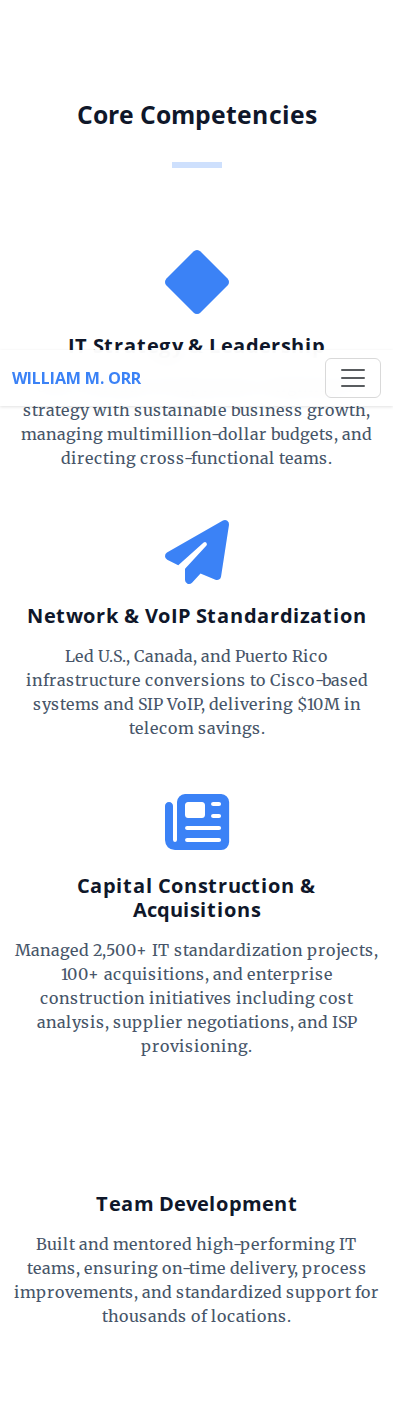 Core Competencies
IT Strategy & Leadership
WILLIAM M. ORR
strategy with sustainable business growth,
managing multimillion-dollar budgets, and
directing cross-functional teams.
Network & VoIP Standardization
Led U.S., Canada, and Puerto Rico
infrastructure conversions to Cisco-based
systems and SIP VoIP, delivering $10M in
telecom savings.
Capital Construction &
Acquisitions
Managed 2,500+ IT standardization projects,
100+ acquisitions, and enterprise
construction initiatives including cost
analysis, supplier negotiations, and ISP
provisioning.
Team Development
Built and mentored high-performing IT
teams, ensuring on-time delivery, process
improvements, and standardized support for
thousands of locations.